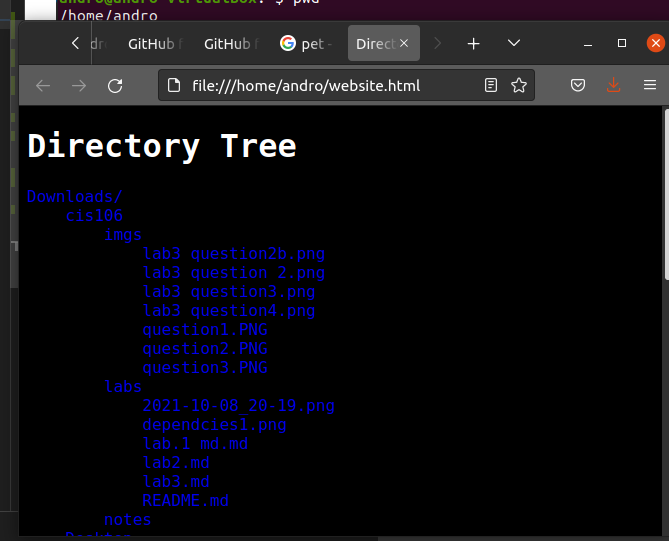 andro@andro-VirtualBox:~$ pwd
/home/andro
GitHub f
GitHub f
pet -
Direct
file:///home/andro/website.html
Directory Tree
Downloads/
cis106
imgs
lab3 question2b.png
lab3 question 2.png
lab3 question3.png
lab3 question4.png
question1.PNG
question2.PNG
question3.PNG
labs
2021-10-08_20-19.png
dependcies1.png
lab.1 md.md
lab2.md
lab3.md
README.md
notes